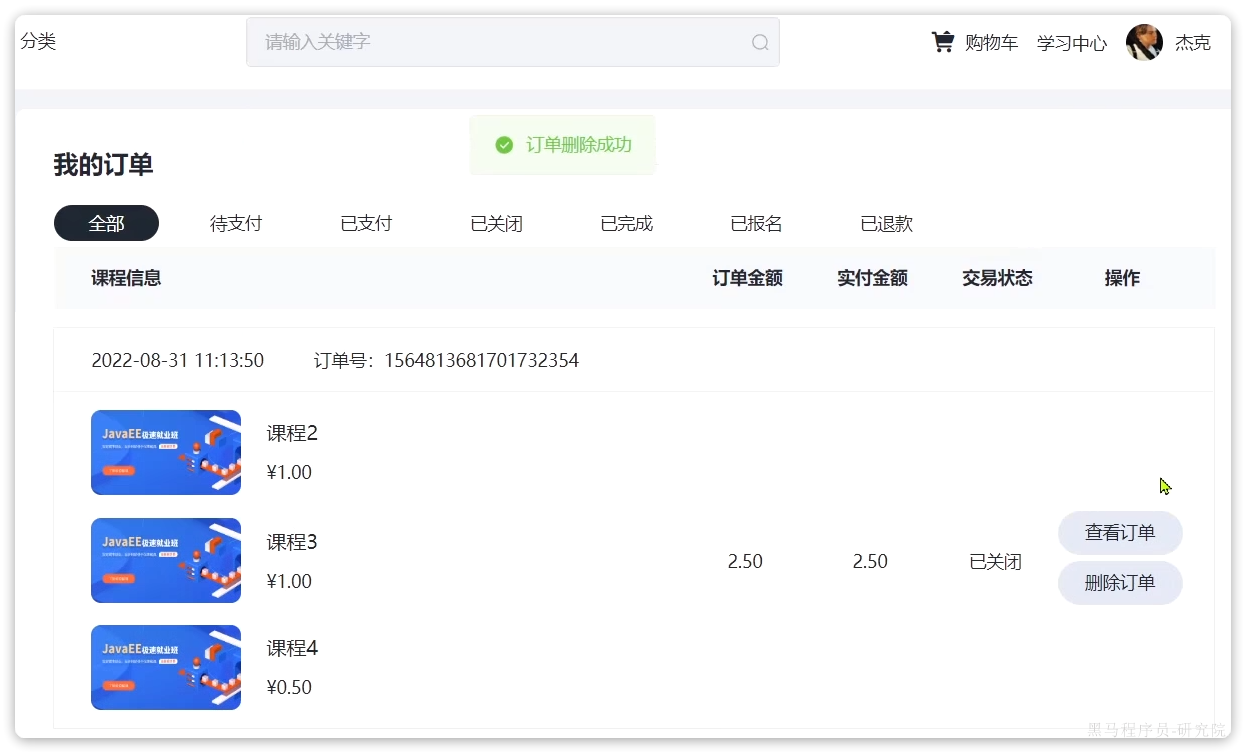 分类 请输入关键字 购物车 学习中心 杰克
订单删除成功
我的订单
全部 待支付 已支付 已关闭 已完成 已报名 已退款
课程信息 订单金额 实付金额 交易状态 操作
2022-08-31 11:13:50 订单号：1564813681701732354
JavaEE极速就业班
课程2
¥1.00
JavaEE极速就业班
课程3
¥1.00
2.50 2.50 已关闭
查看订单
删除订单
JavaEE极速就业班
课程4
¥0.50
黑马程序员-研究院